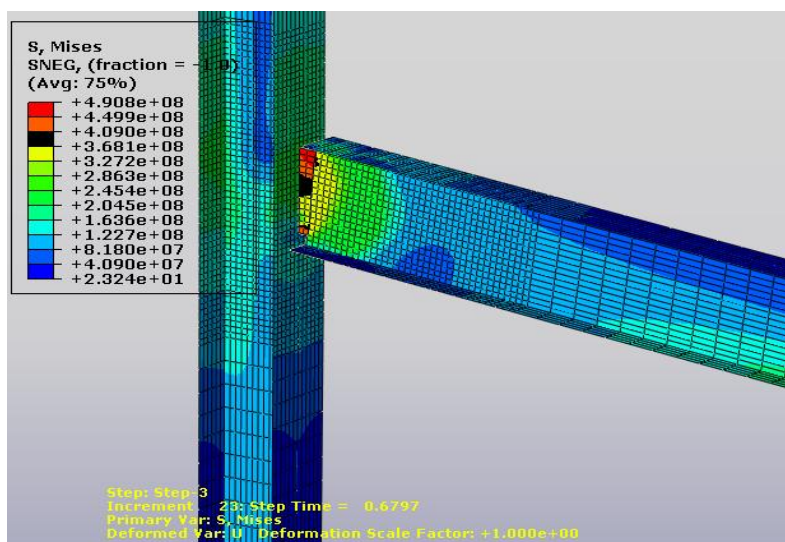 S, Mises
SNEG, (fraction = -1.0)
(Avg: 75%)
+4.908e+08
+4.499e+08
+4.090e+08
+3.681e+08
+3.272e+08
+2.863e+08
+2.454e+08
+2.045e+08
+1.636e+08
+1.227e+08
+8.180e+07
+4.090e+07
+2.324e+01
Step: Step-3
Increment 23: Step Time = 0.6797
Primary Var: S, Mises
Deformed Var: U Deformation Scale Factor: +1.000e+00